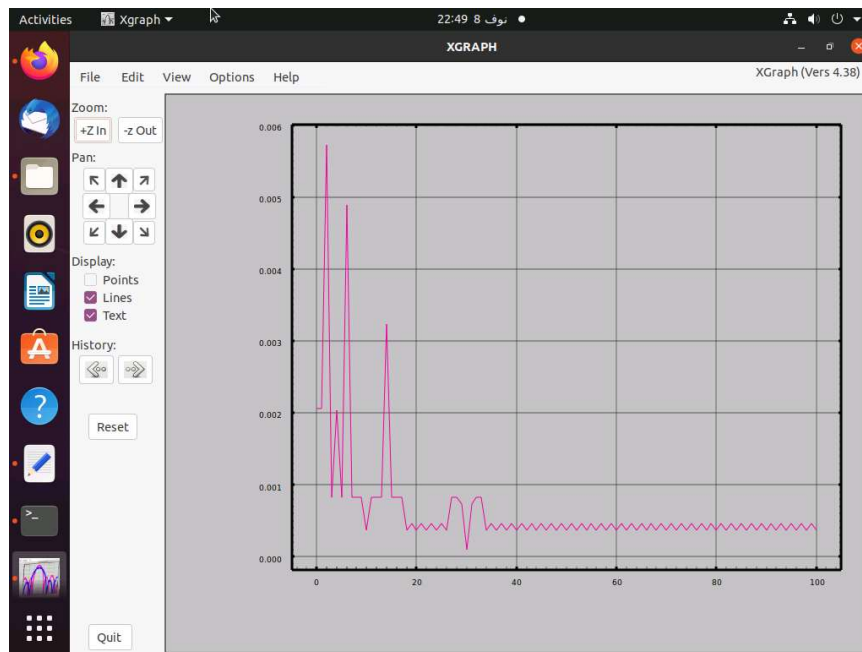 Activities Xgraph 22:49 8 نوف
XGRAPH
File Edit View Options Help XGraph (Vers 4.38)
Zoom:
+Z In -z Out
Pan:
Display:
Points
Lines
Text
History:
Reset
Quit
0.006
0.005
0.004
0.003
0.002
0.001
0.000
0 20 40 60 80 100